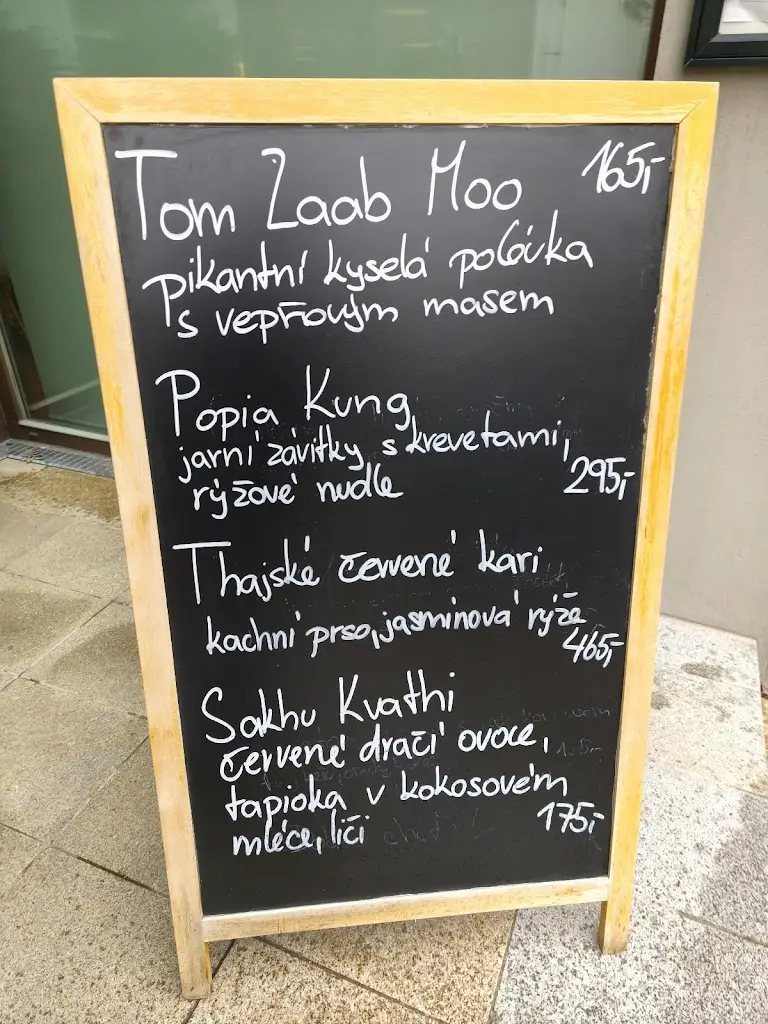 Tom Zaab Moo 165,-
pikantní kyselá polévka
s vepřovým masem
Popia Kung
jarní závitky s krevetami,
rýžové nudle 295,-
Thajské červené kari
kachní prso, jasmínová rýže
465,-
Sakhu Kvathi
červené dračí ovoce,
tapioka v kokosovém
mléce, liči 175,-